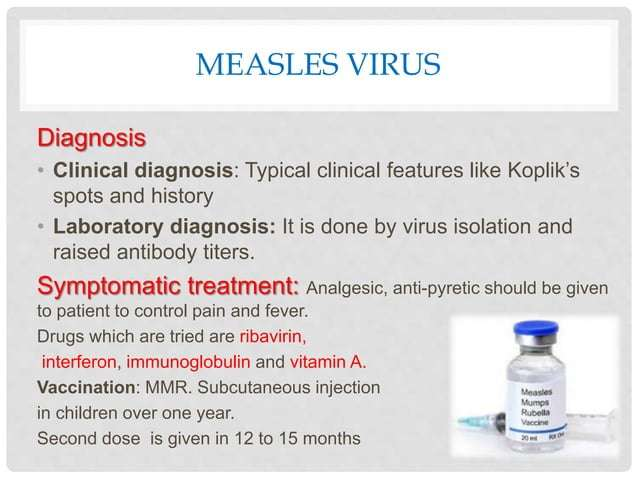 MEASLES VIRUS
Diagnosis
• Clinical diagnosis: Typical clinical features like Koplik’s
spots and history
• Laboratory diagnosis: It is done by virus isolation and
raised antibody titers.
Symptomatic treatment: Analgesic, anti-pyretic should be given
to patient to control pain and fever.
Drugs which are tried are ribavirin,
interferon, immunoglobulin and vitamin A.
Vaccination: MMR. Subcutaneous injection
in children over one year.
Second dose is given in 12 to 15 months
Measles
Mumps
Rubella
Vaccine
20 ml